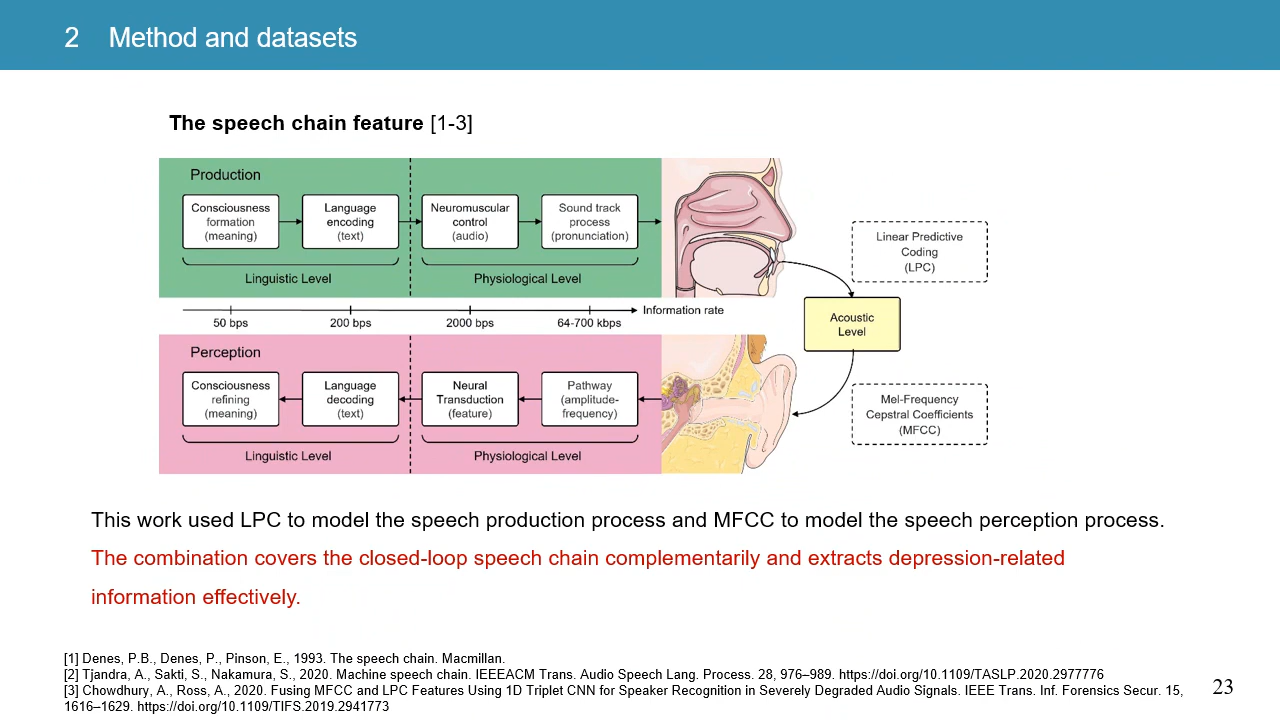 2 Method and datasets
The speech chain feature [1-3]
Production
Consciousness
formation
(meaning)
Language
encoding
(text)
Neuromuscular
control
(audio)
Sound track
process
(pronunciation)
Linguistic Level
Physiological Level
Information rate
50 bps
200 bps
2000 bps
64-700 kbps
Perception
Consciousness
refining
(meaning)
Language
decoding
(text)
Neural
Transduction
(feature)
Pathway
(amplitude-
frequency)
Linguistic Level
Physiological Level
Linear Predictive
Coding
(LPC)
Acoustic
Level
Mel-Frequency
Cepstral Coefficients
(MFCC)
This work used LPC to model the speech production process and MFCC to model the speech perception process.
The combination covers the closed-loop speech chain complementarily and extracts depression-related
information effectively.
[1] Denes, P.B., Denes, P., Pinson, E., 1993. The speech chain. Macmillan.
[2] Tjandra, A., Sakti, S., Nakamura, S., 2020. Machine speech chain. IEEEACM Trans. Audio Speech Lang. Process. 28, 976–989. https://doi.org/10.1109/TASLP.2020.2977776
[3] Chowdhury, A., Ross, A., 2020. Fusing MFCC and LPC Features Using 1D Triplet CNN for Speaker Recognition in Severely Degraded Audio Signals. IEEE Trans. Inf. Forensics Secur. 15,
1616–1629. https://doi.org/10.1109/TIFS.2019.2941773
23